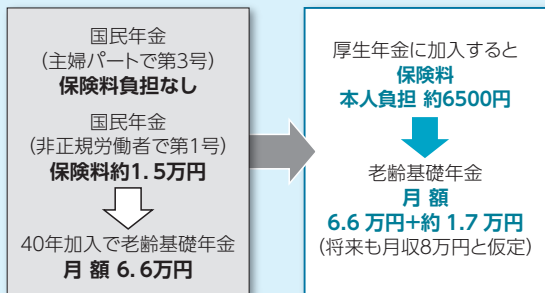 国民年金
(主婦パートで第3号)
保険料負担なし
国民年金
(非正規労働者で第1号)
保険料約1.5万円
40年加入で老齢基礎年金
月 額 6.6万円
厚生年金に加入すると
保険料
本人負担 約6500円
老齢基礎年金
月 額
6.6 万円+約 1.7 万円
(将来も月収8万円と仮定)